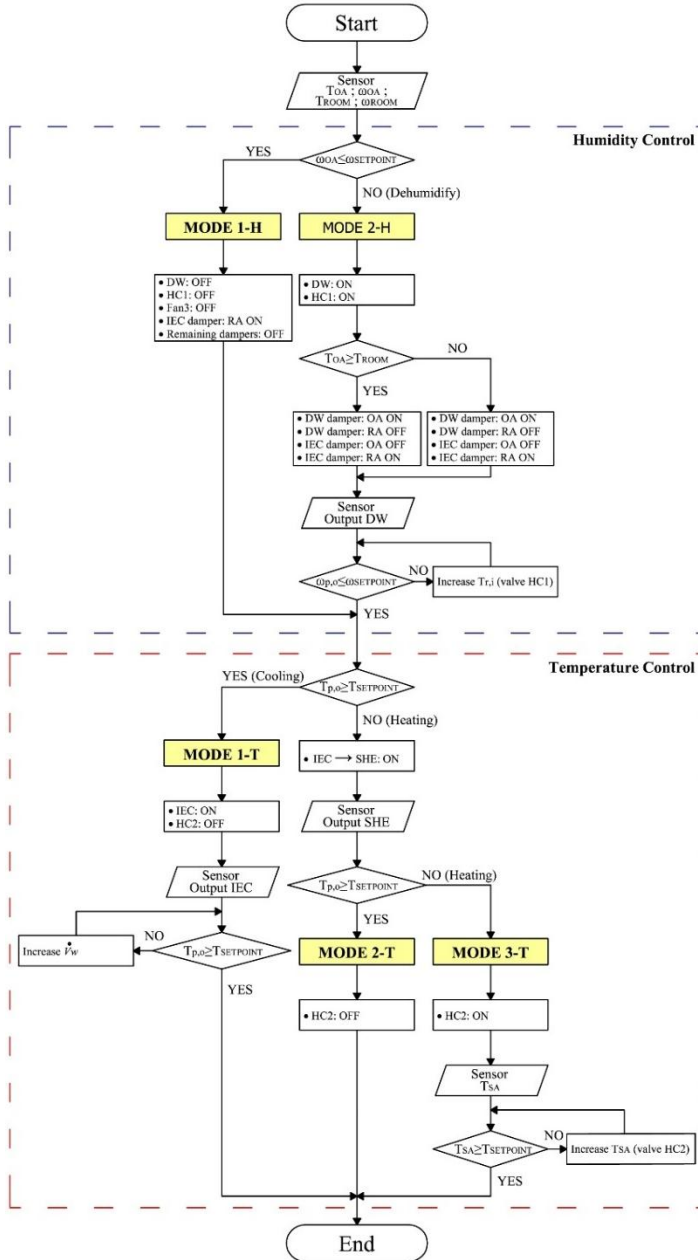 Start
Sensor
TOA ; ωOA ;
TROOM ; ωROOM
Humidity Control
YES
ωOA≤ωSETPOINT
NO (Dehumidify)
MODE 1-H
MODE 2-H
• DW: OFF
• HC1: OFF
• Fan3: OFF
• IEC damper: RA ON
• Remaining dampers: OFF
• DW: ON
• HC1: ON
TOA≥TROOM
NO
YES
• DW damper: OA ON
• DW damper: RA OFF
• IEC damper: OA OFF
• IEC damper: RA ON
• DW damper: OA ON
• DW damper: RA OFF
• IEC damper: OA OFF
• IEC damper: RA ON
Sensor
Output DW
ωp,o≤ωSETPOINT
NO
Increase Tr,i (valve HC1)
YES
Temperature Control
YES (Cooling)
Tp,o≥TSETPOINT
NO (Heating)
MODE 1-T
• IEC → SHE: ON
• IEC: ON
• HC2: OFF
Sensor
Output SHE
Sensor
Output IEC
Tp,o≥TSETPOINT
NO (Heating)
YES
Increase V̇w
NO
Tp,o≥TSETPOINT
YES
MODE 2-T
MODE 3-T
• HC2: OFF
• HC2: ON
Sensor
TSA
TSA≥TSETPOINT
NO
Increase TSA (valve HC2)
YES
End